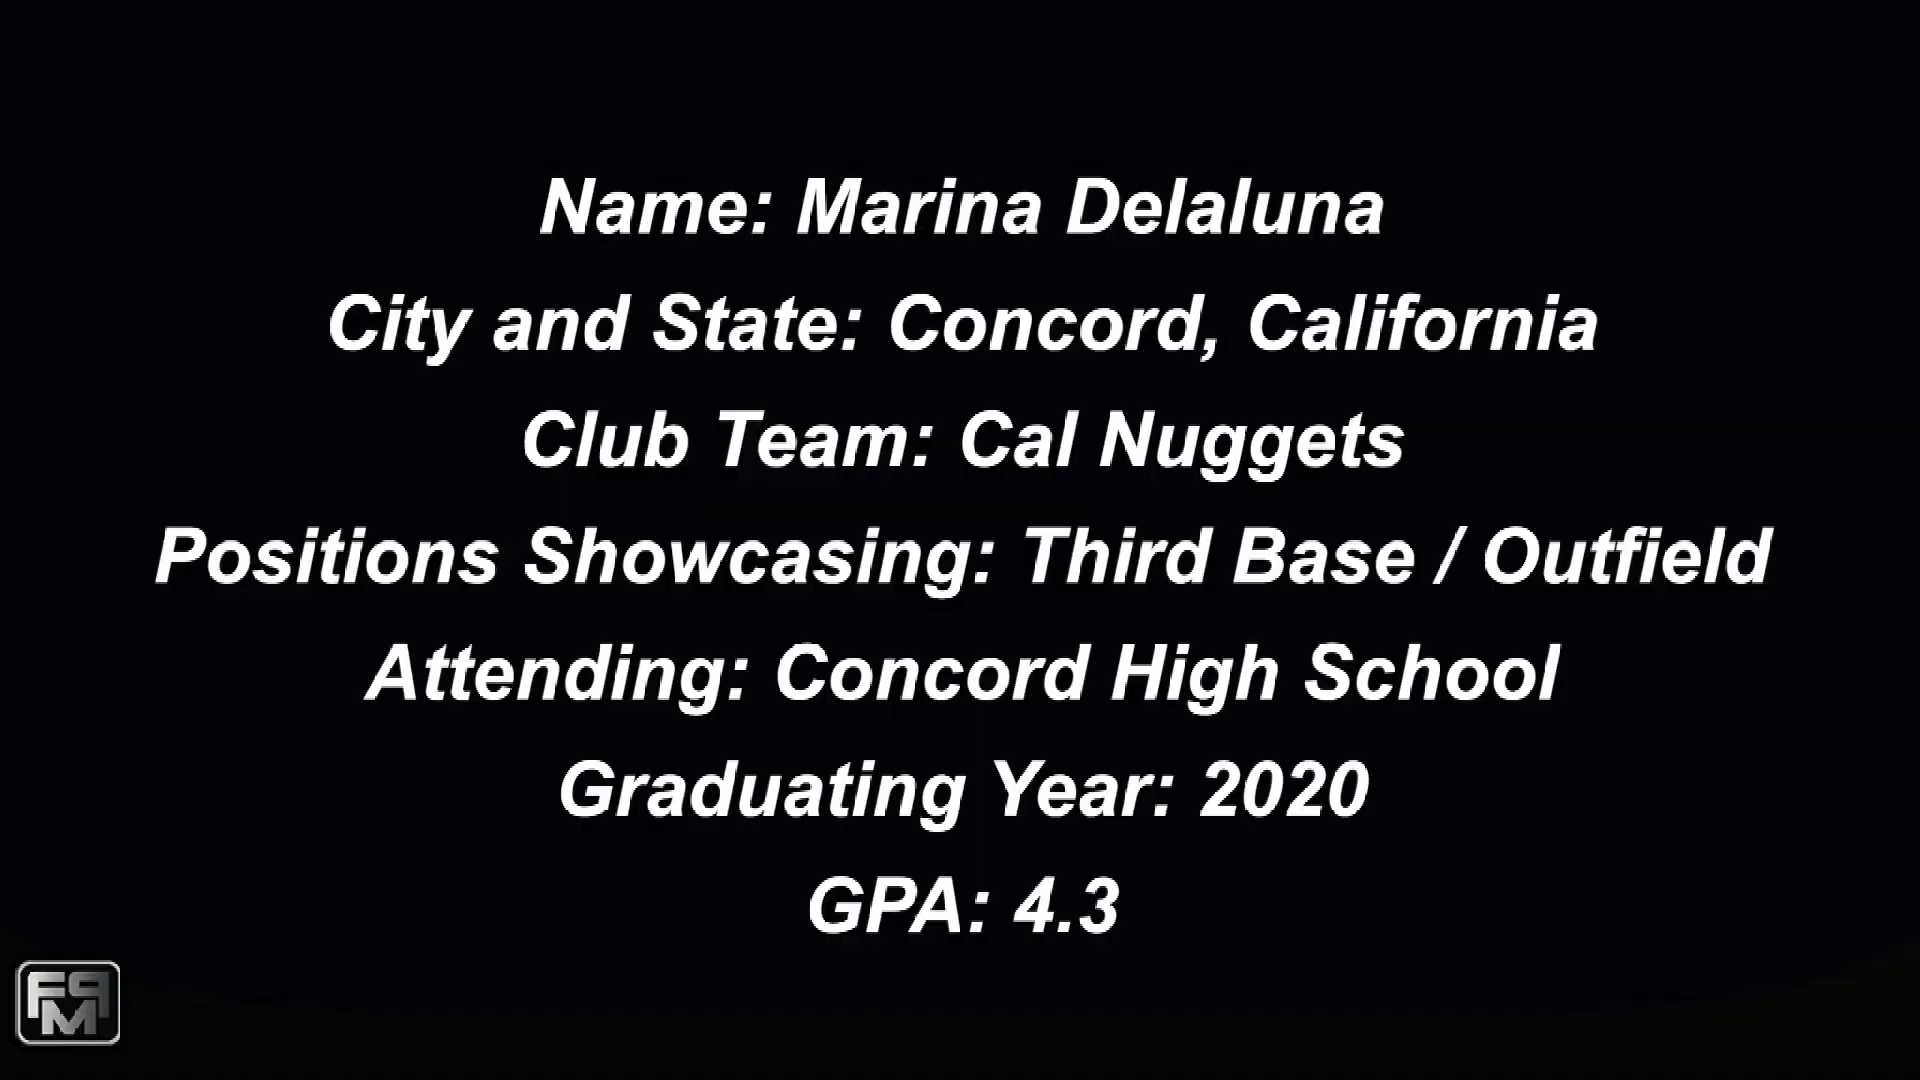 Name: Marina Delaluna
City and State: Concord, California
Club Team: Cal Nuggets
Positions Showcasing: Third Base / Outfield
Attending: Concord High School
Graduating Year: 2020
GPA: 4.3
FPM